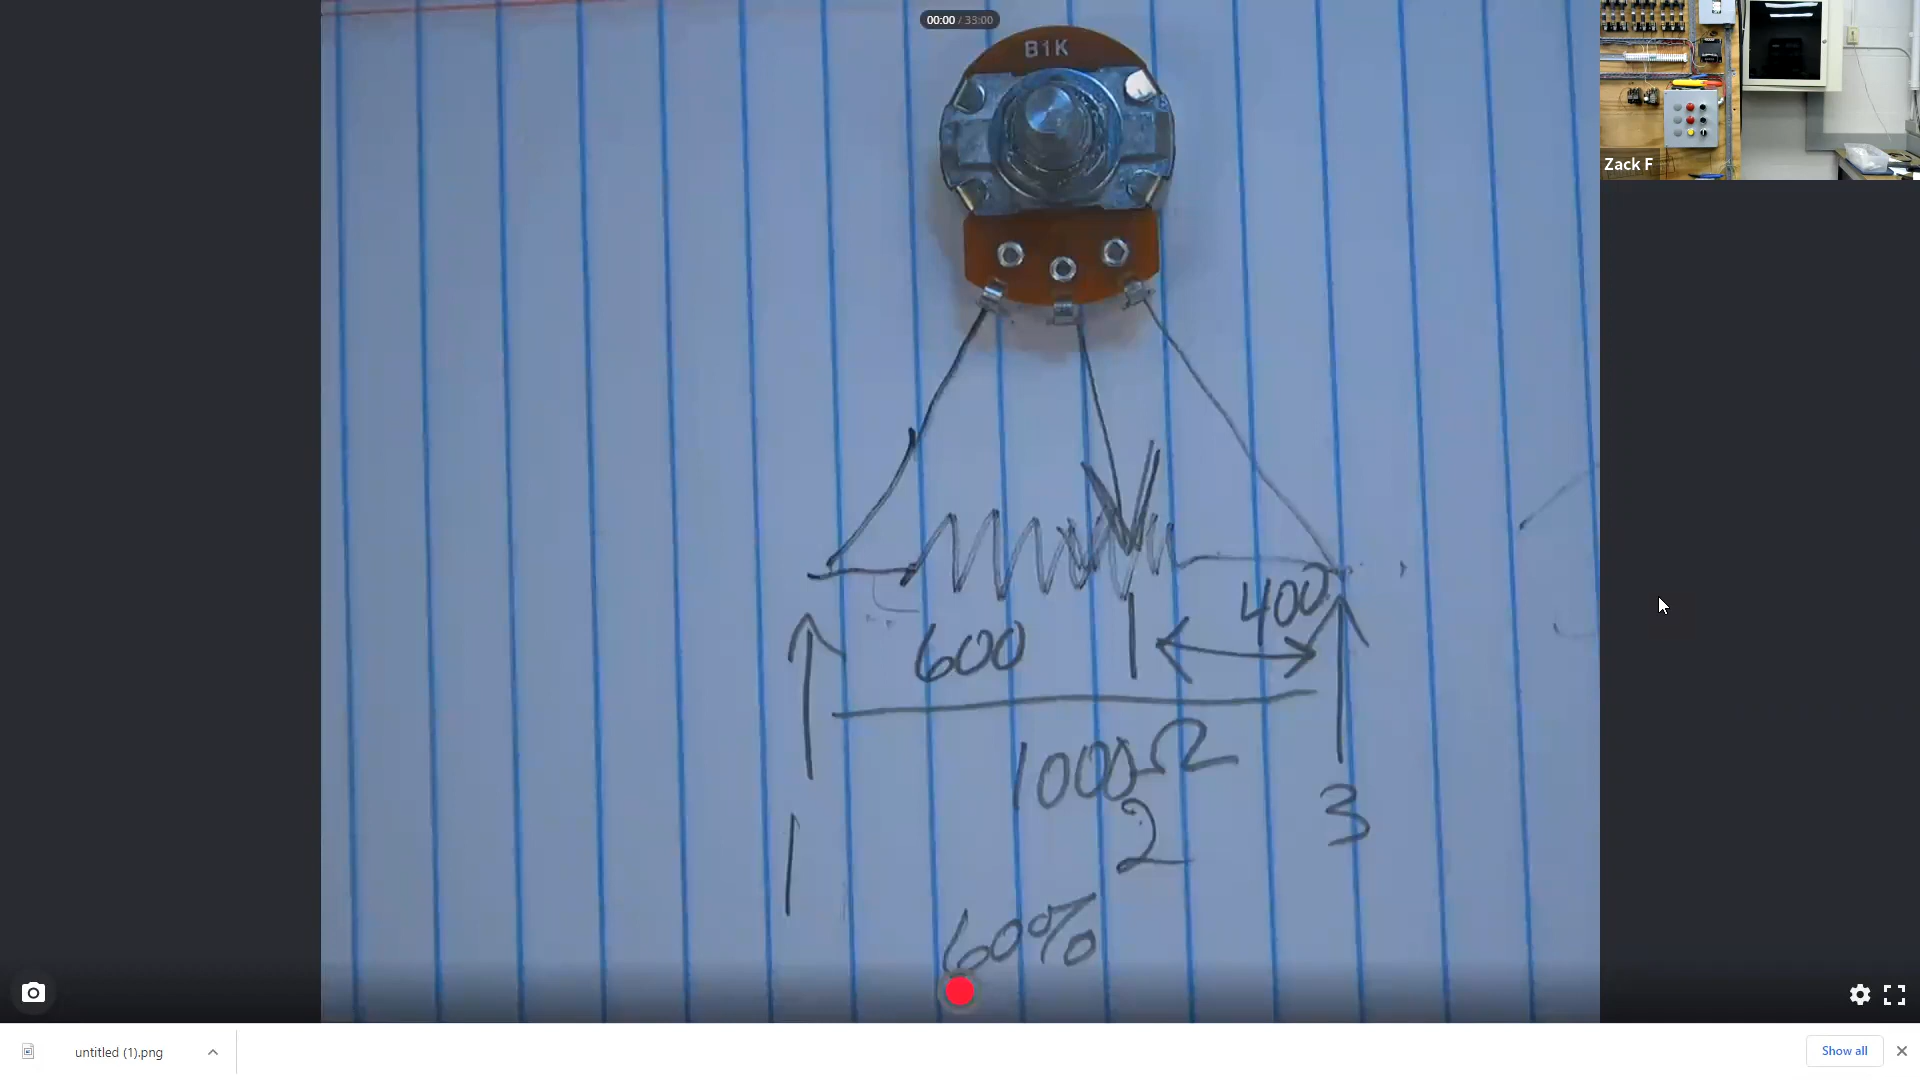 00:00 / 33:00
B1K
Zack F
400
600
1000Ω
1
2
3
60%
untitled (1).png
Show all